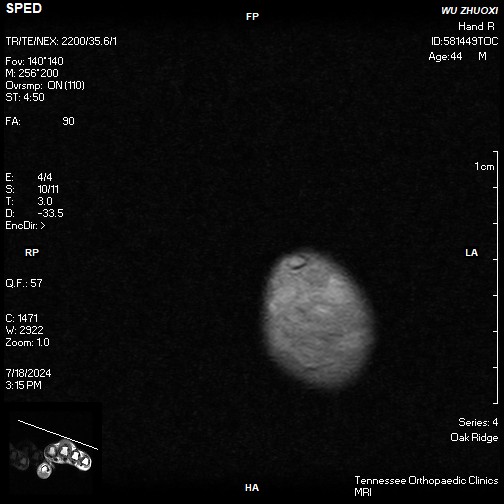 SPED
FP
WU ZHUOXI
Hand R
TR/TE/NEX: 2200/35.6/1
ID:581449TOC
Fov: 140*140
Age:44 M
M: 256*200
Ovrsmp: ON (110)
ST: 4:50
FA: 90
1cm
E: 4/4
S: 10/11
T: 3.0
D: -33.5
EncDir: >
RP
LA
Q.F.: 57
C: 1471
W: 2922
Zoom: 1.0
7/18/2024
3:15 PM
Series: 4
Oak Ridge
HA
Tennessee Orthopaedic Clinics
MRI